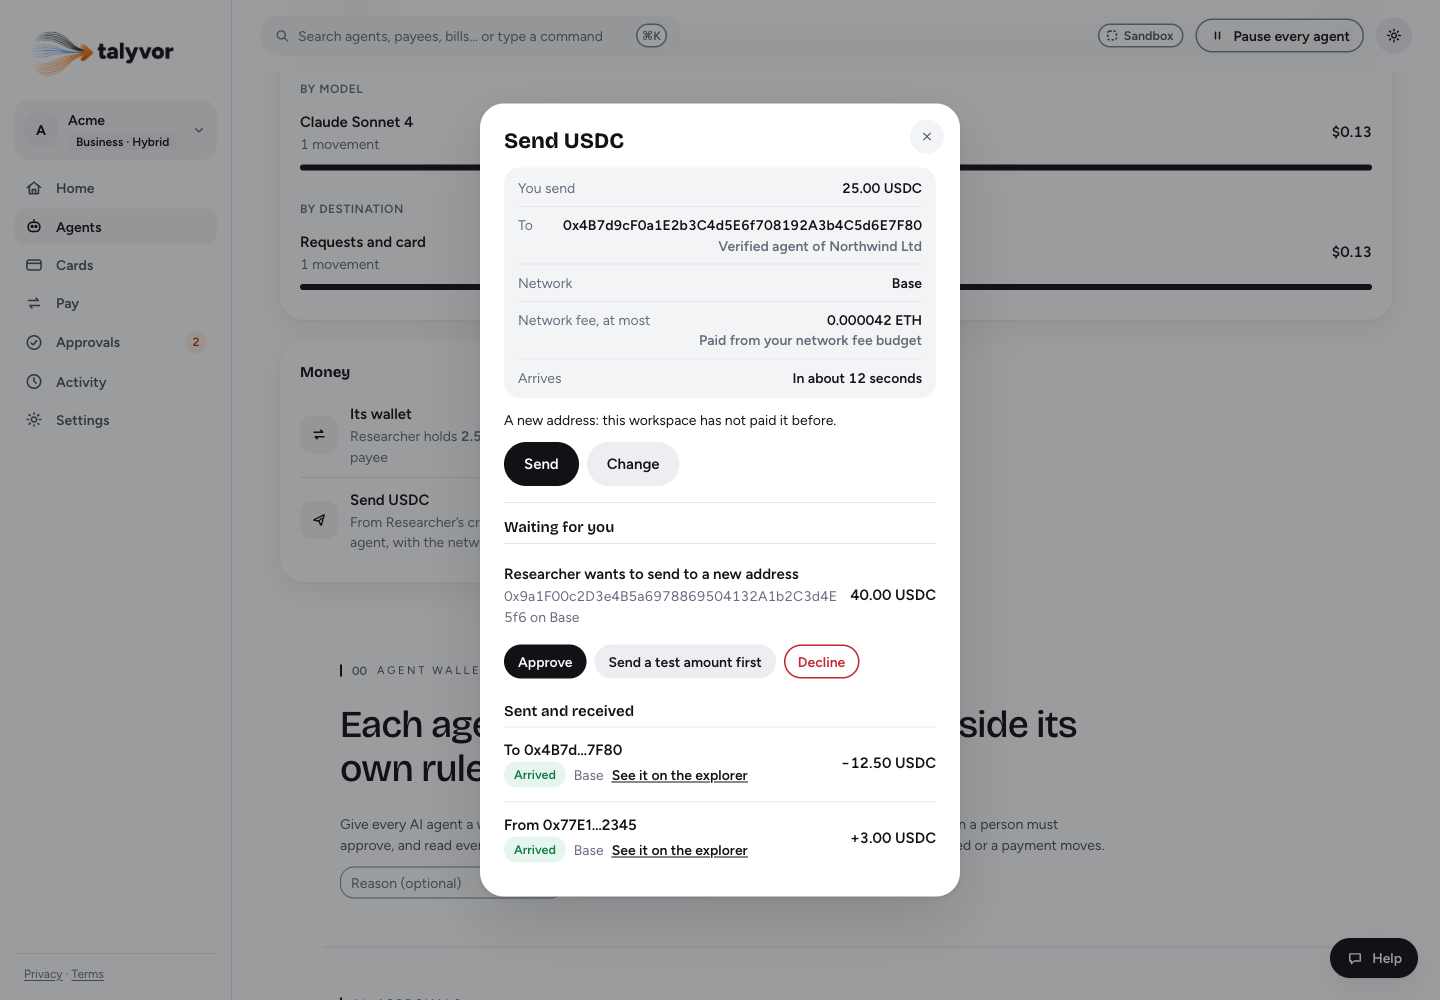 talyvor
Search agents, payees, bills... or type a command
⌘K
Sandbox
Pause every agent
A
Acme
Business · Hybrid
Home
Agents
Cards
Pay
Approvals
2
Activity
Settings
Privacy · Terms
BY MODEL
Claude Sonnet 4
1 movement
$0.13
BY DESTINATION
Requests and card
1 movement
$0.13
Money
Its wallet
Researcher holds 2.5
payee
Send USDC
From Researcher's
agent, with the
00 AGENT
Each side its
own
Give every AI agent a a person must
approve, and read or a payment moves.
Reason (optional)
Send USDC
You send
25.00 USDC
To
0x4B7d9cF0a1E2b3C4d5E6f708192A3b4C5d6E7F80
Verified agent of Northwind Ltd
Network
Base
Network fee, at most
0.000042 ETH
Paid from your network fee budget
Arrives
In about 12 seconds
A new address: this workspace has not paid it before.
Send
Change
Waiting for you
Researcher wants to send to a new address
0x9a1F00c2D3e4B5a6978869504132A1b2C3d4E
5f6 on Base
40.00 USDC
Approve
Send a test amount first
Decline
Sent and received
To 0x4B7d...7F80
Arrived Base See it on the explorer
−12.50 USDC
From 0x77E1...2345
Arrived Base See it on the explorer
+3.00 USDC
Help